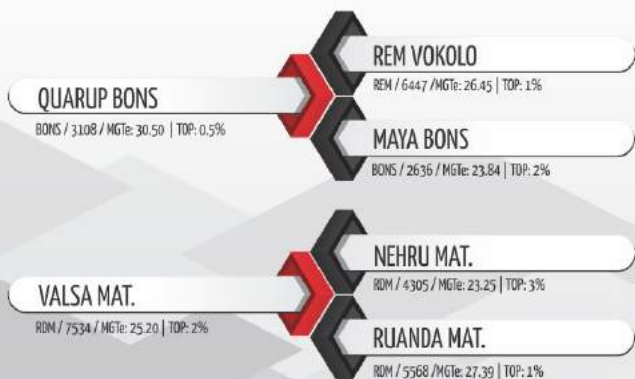 REM VOKOLO
REM / 6447 /MGTe: 26.45 | TOP: 1%
QUARUP BONS
BONS / 3108 / MGTe: 30.50 | TOP: 0.5%
MAYA BONS
BONS / 2636 / MGTe: 23.84 | TOP: 2%
NEHRU MAT.
RDM / 4305 / MGTe: 23.25 | TOP: 3%
VALSA MAT.
RDM / 7534 / MGTe: 25.20 | TOP: 2%
RUANDA MAT.
RDM / 5568 /MGTe: 27.39 | TOP: 1%